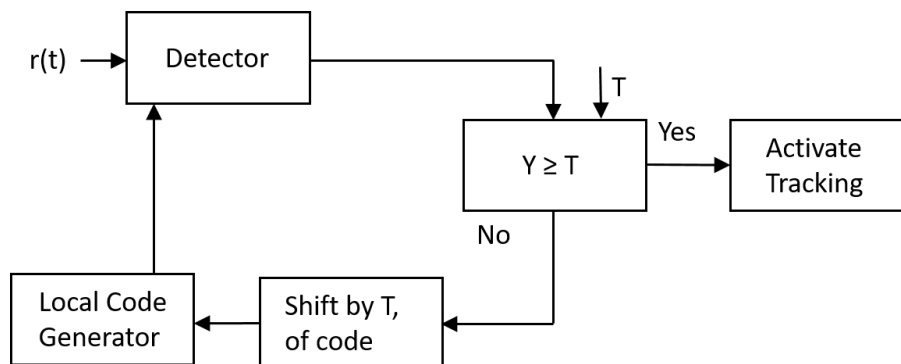 r(t)
Detector
T
Y ≥ T
Yes
Activate
Tracking
No
Local Code
Generator
Shift by T,
of code